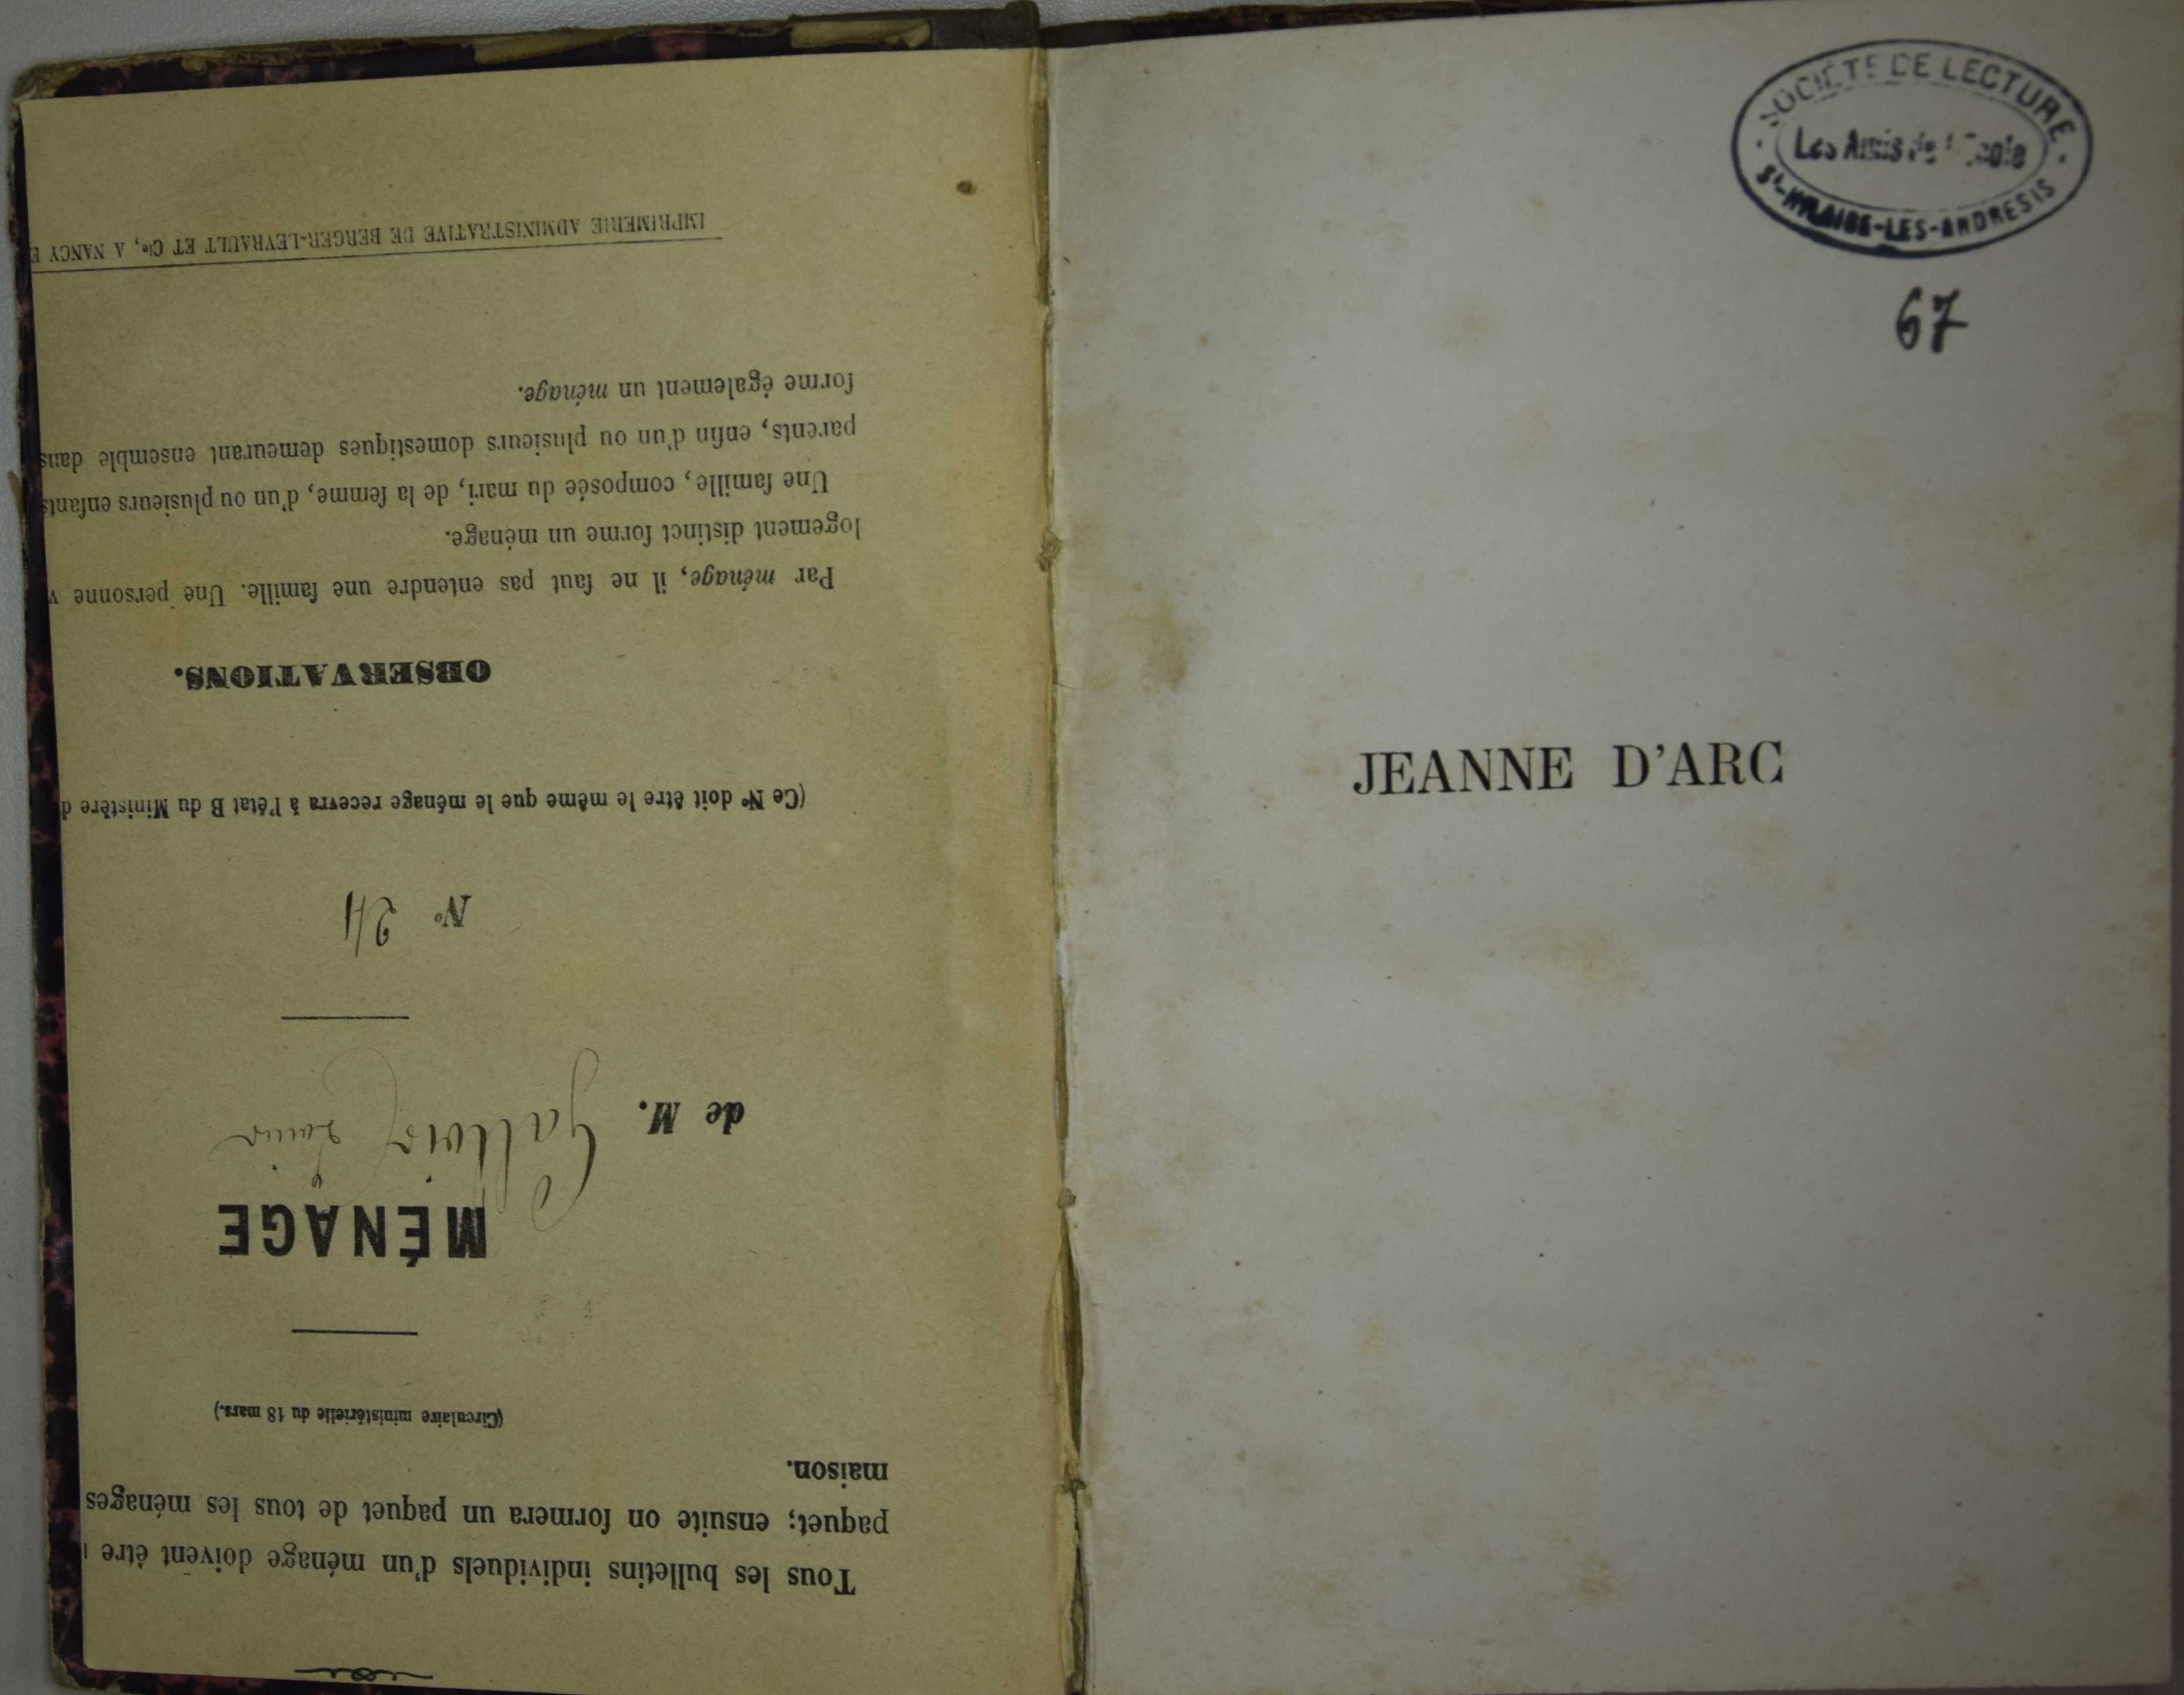 Tous les bulletins individuels d'un ménage doivent être
paquet; ensuite on formera un paquet de tous les ménages
maison.
(Circulaire ministérielle du 18 mars.)
MÉNAGE
de M. Gallois Louis
N° 24
(Ce N° doit être le même que le ménage recevra à l'état B du Ministère d
OBSERVATIONS.
Par ménage, il ne faut pas entendre une famille. Une personne v
logement distinct forme un ménage.
Une famille, composée du mari, de la femme, d'un ou plusieurs enfants
parents, enfin d'un ou plusieurs domestiques demeurant ensemble dans
forme également un ménage.
IMPRIMERIE ADMINISTRATIVE DE BERGER-LEVRAULT ET Cie, A NANCY E
SOCIÉTÉ DE LECTURE
Les Amis de l'École
St-HILAIRE-LES-ANDRESIS
67
JEANNE D'ARC